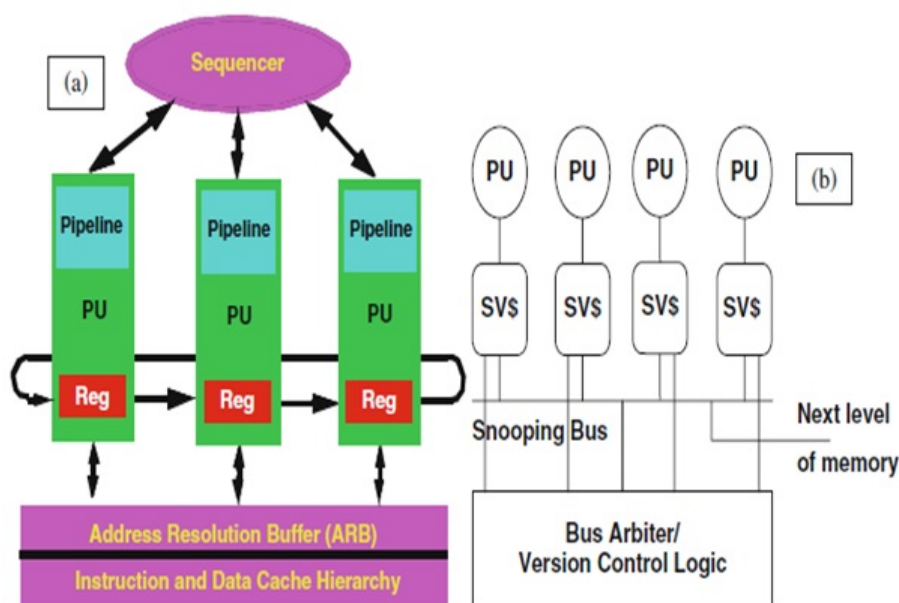 (a)
Sequencer
Pipeline
Pipeline
Pipeline
PU
PU
PU
Reg
Reg
Reg
Address Resolution Buffer (ARB)
Instruction and Data Cache Hierarchy
(b)
PU
PU
PU
PU
SV$
SV$
SV$
SV$
Snooping Bus
Next level
of memory
Bus Arbiter/
Version Control Logic